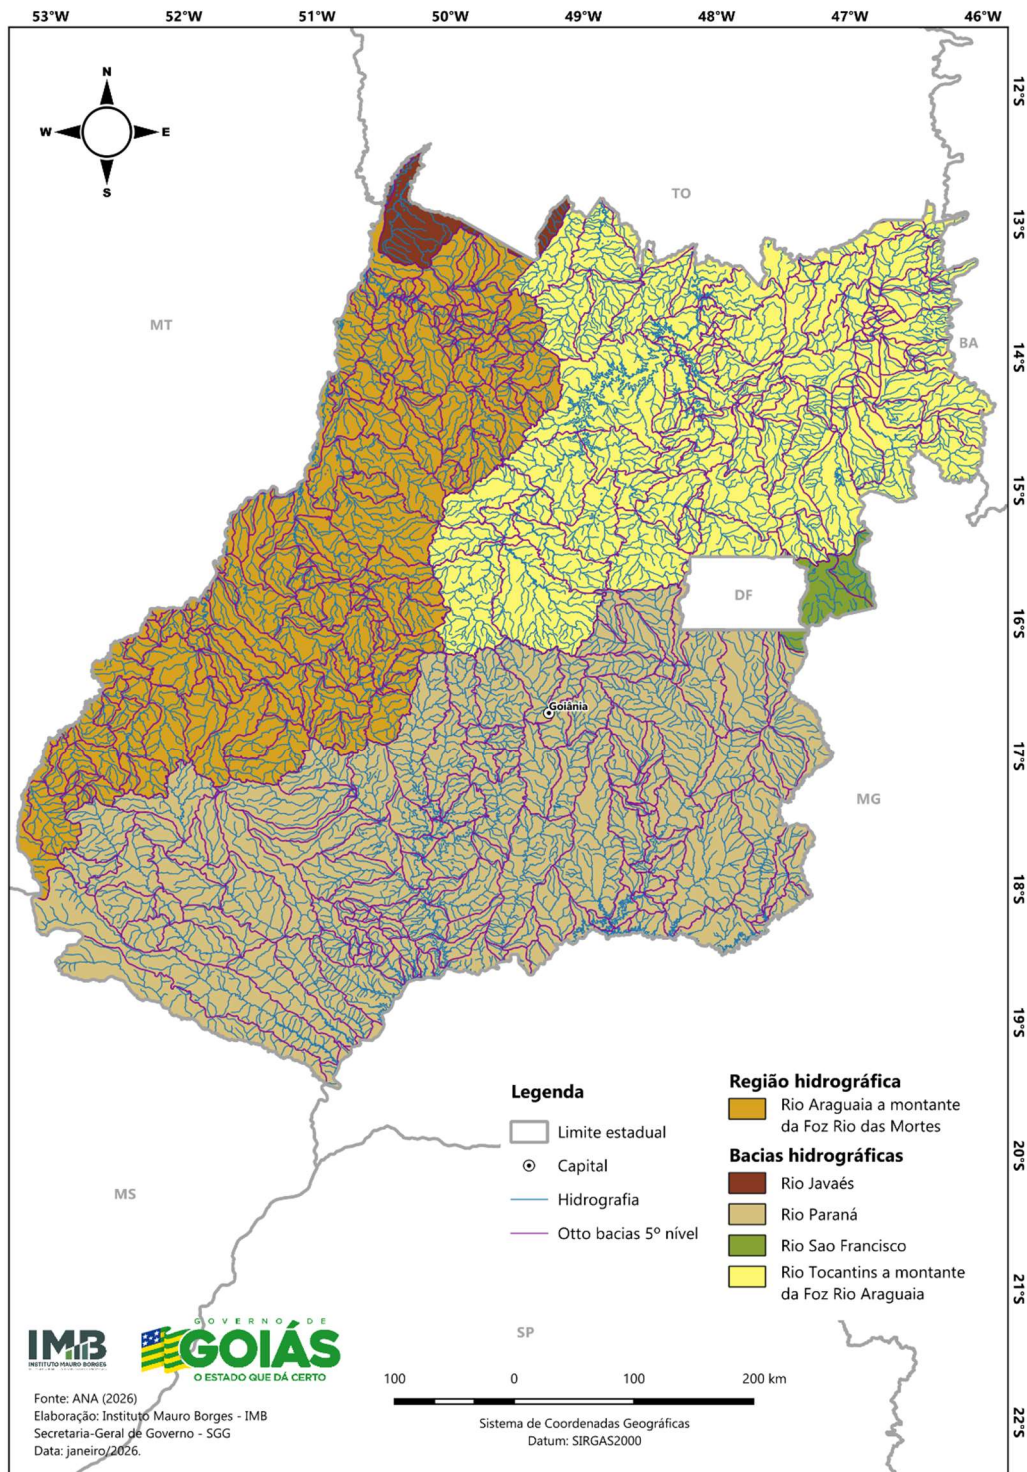 53°W 52°W 51°W 50°W 49°W 48°W 47°W 46°W
12°S
13°S
14°S
15°S
16°S
17°S
18°S
19°S
20°S
21°S
22°S
N
W E
S
TO
MT
BA
DF
Goiânia
MG
MS
SP
Legenda
Limite estadual
Capital
Hidrografia
Otto bacias 5º nível
Região hidrográfica
Rio Araguaia a montante
da Foz Rio das Mortes
Bacias hidrográficas
Rio Javaés
Rio Paraná
Rio Sao Francisco
Rio Tocantins a montante
da Foz Rio Araguaia
IMB
INSTITUTO MAURO BORGES
GOVERNO DE
GOIÁS
O ESTADO QUE DÁ CERTO
Fonte: ANA (2026)
Elaboração: Instituto Mauro Borges - IMB
Secretaria-Geral de Governo - SGG
Data: janeiro/2026.
100 0 100 200 km
Sistema de Coordenadas Geográficas
Datum: SIRGAS2000